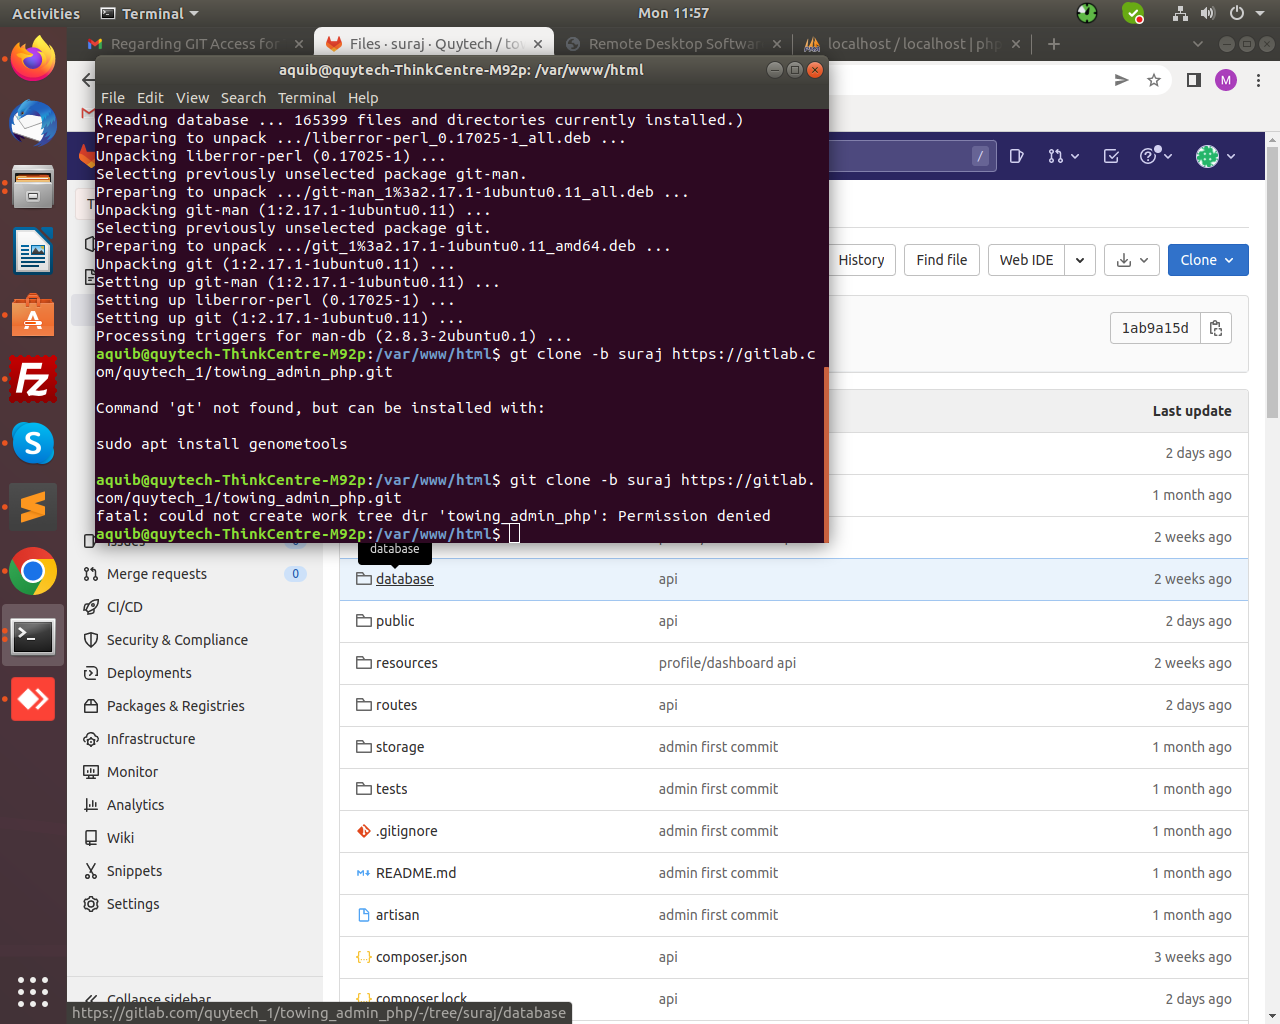 Activities
Terminal
Mon 11:57
Regarding GIT Access for
Files · suraj · Quytech / tow
Remote Desktop Softwar
localhost / localhost | php
aquib@quytech-ThinkCentre-M92p: /var/www/html
File Edit View Search Terminal Help
M
(Reading database ... 165399 files and directories currently installed.)
Preparing to unpack .../liberror-perl_0.17025-1_all.deb ...
Unpacking liberror-perl (0.17025-1) ...
Selecting previously unselected package git-man.
Preparing to unpack .../git-man_1%3a2.17.1-1ubuntu0.11_all.deb ...
Unpacking git-man (1:2.17.1-1ubuntu0.11) ...
Selecting previously unselected package git.
Preparing to unpack .../git_1%3a2.17.1-1ubuntu0.11_amd64.deb ...
Unpacking git (1:2.17.1-1ubuntu0.11) ...
Setting up git-man (1:2.17.1-1ubuntu0.11) ...
Setting up liberror-perl (0.17025-1) ...
Setting up git (1:2.17.1-1ubuntu0.11) ...
Processing triggers for man-db (2.8.3-2ubuntu0.1) ...
aquib@quytech-ThinkCentre-M92p:/var/www/html$ gt clone -b suraj https://gitlab.c
om/quytech_1/towing_admin_php.git
Command 'gt' not found, but can be installed with:
sudo apt install genometools
aquib@quytech-ThinkCentre-M92p:/var/www/html$ git clone -b suraj https://gitlab.
com/quytech_1/towing_admin_php.git
fatal: could not create work tree dir 'towing_admin_php': Permission denied
aquib@quytech-ThinkCentre-M92p:/var/www/html$
/
T
History
Find file
Web IDE
Clone
1ab9a15d
Last update
2 days ago
1 month ago
2 weeks ago
database
database api 2 weeks ago
public api 2 days ago
resources profile/dashboard api 2 weeks ago
routes api 2 days ago
storage admin first commit 1 month ago
tests admin first commit 1 month ago
.gitignore admin first commit 1 month ago
README.md admin first commit 1 month ago
artisan admin first commit 1 month ago
composer.json api 3 weeks ago
composer.lock api 2 days ago
Issues
Merge requests 0
CI/CD
Security & Compliance
Deployments
Packages & Registries
Infrastructure
Monitor
Analytics
Wiki
Snippets
Settings
Collapse sidebar
https://gitlab.com/quytech_1/towing_admin_php/-/tree/suraj/database